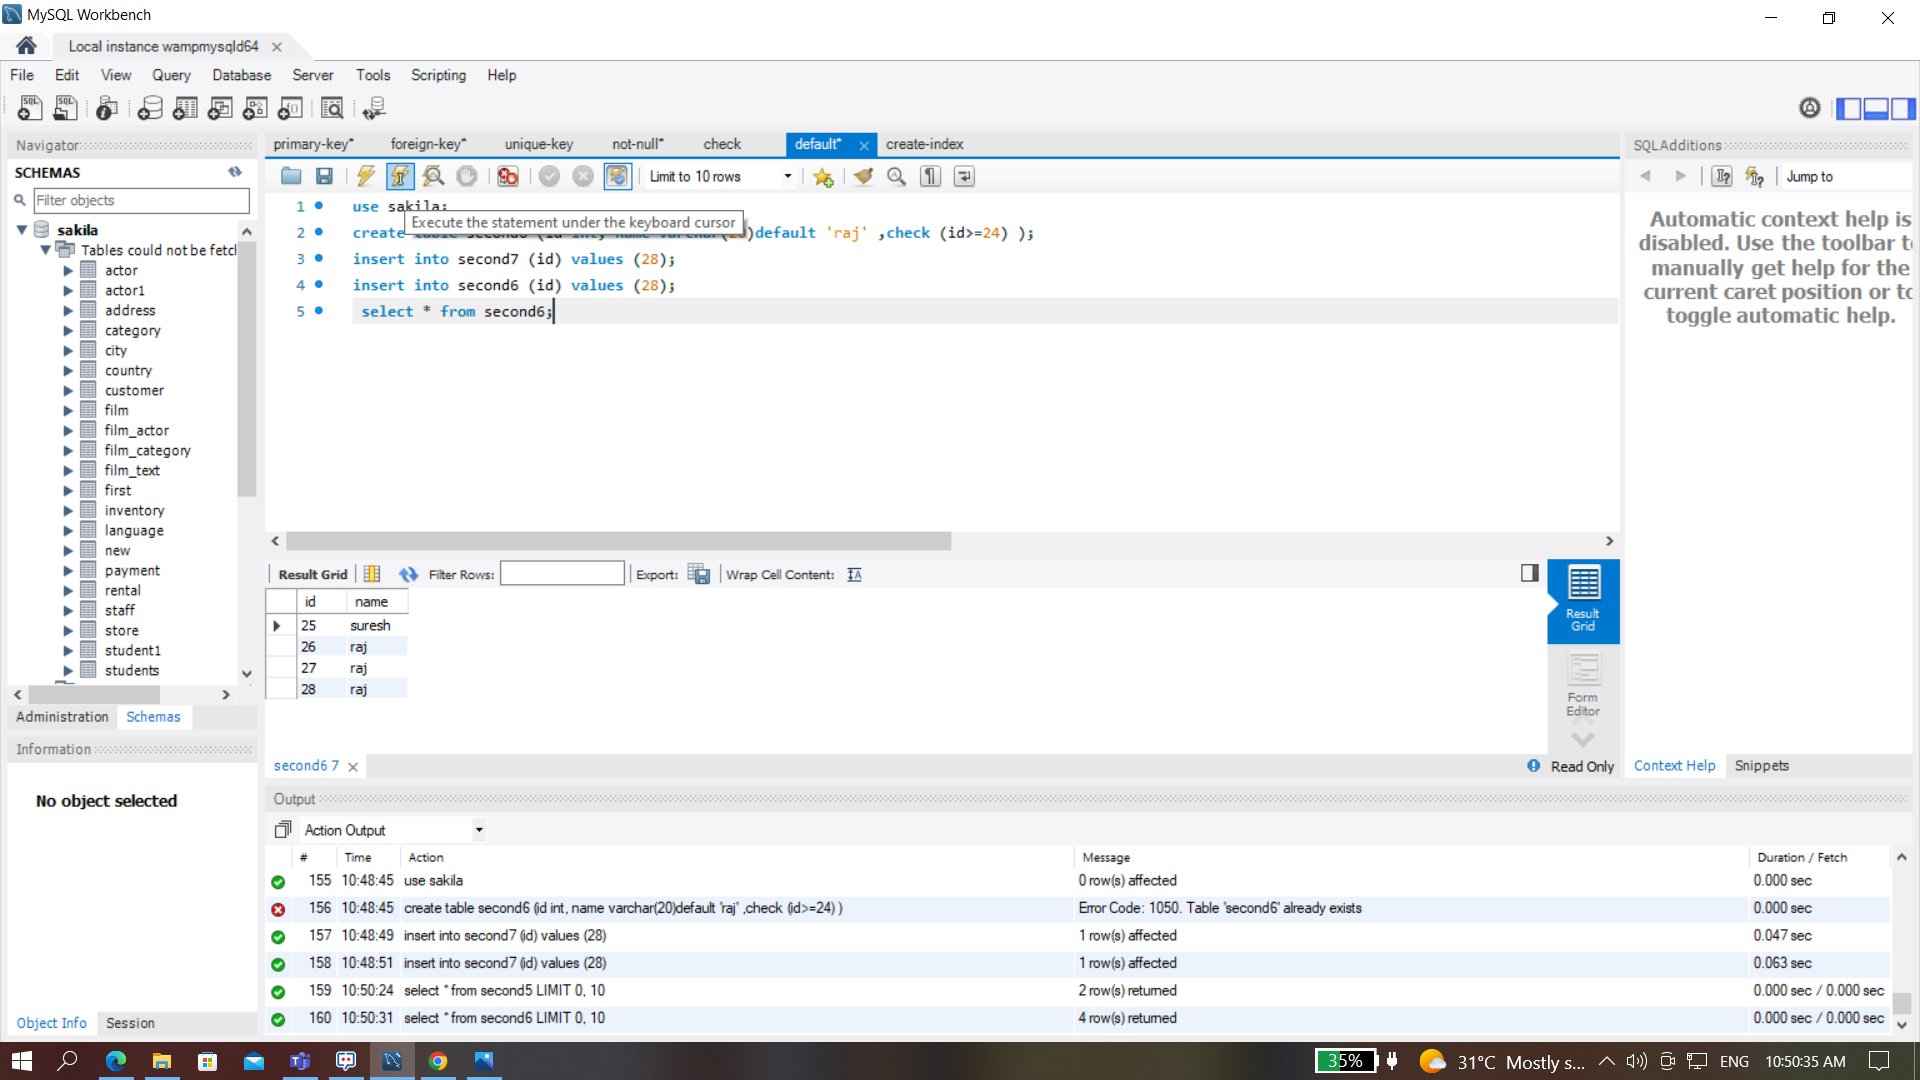 MySQL Workbench
Local instance wampmysqld64
File Edit View Query Database Server Tools Scripting Help
Navigator
SCHEMAS
Filter objects
sakila
Tables could not be fetcl
actor
actor1
address
category
city
country
customer
film
film_actor
film_category
film_text
first
inventory
language
new
payment
rental
staff
store
student1
students
Administration Schemas
Information
No object selected
Object Info Session
primary-key* foreign-key* unique-key not-null* check default* create-index
Limit to 10 rows
1 use sakila;
Execute the statement under the keyboard cursor
2 create default 'raj' ,check (id>=24) );
3 insert into second7 (id) values (28);
4 insert into second6 (id) values (28);
5 select * from second6;
Result Grid Filter Rows: Export: Wrap Cell Content:
id name
25 suresh
26 raj
27 raj
28 raj
Result Grid
Form Editor
second6 7
Read Only
SQLAdditions
Jump to
Automatic context help is
disabled. Use the toolbar t
manually get help for the
current caret position or to
toggle automatic help.
Context Help Snippets
Output
Action Output
# Time Action Message Duration / Fetch
155 10:48:45 use sakila 0 row(s) affected 0.000 sec
156 10:48:45 create table second6 (id int, name varchar(20)default 'raj' ,check (id>=24) ) Error Code: 1050. Table 'second6' already exists 0.000 sec
157 10:48:49 insert into second7 (id) values (28) 1 row(s) affected 0.047 sec
158 10:48:51 insert into second7 (id) values (28) 1 row(s) affected 0.063 sec
159 10:50:24 select * from second5 LIMIT 0, 10 2 row(s) returned 0.000 sec / 0.000 sec
160 10:50:31 select * from second6 LIMIT 0, 10 4 row(s) returned 0.000 sec / 0.000 sec
35% 31°C Mostly s... ENG 10:50:35 AM